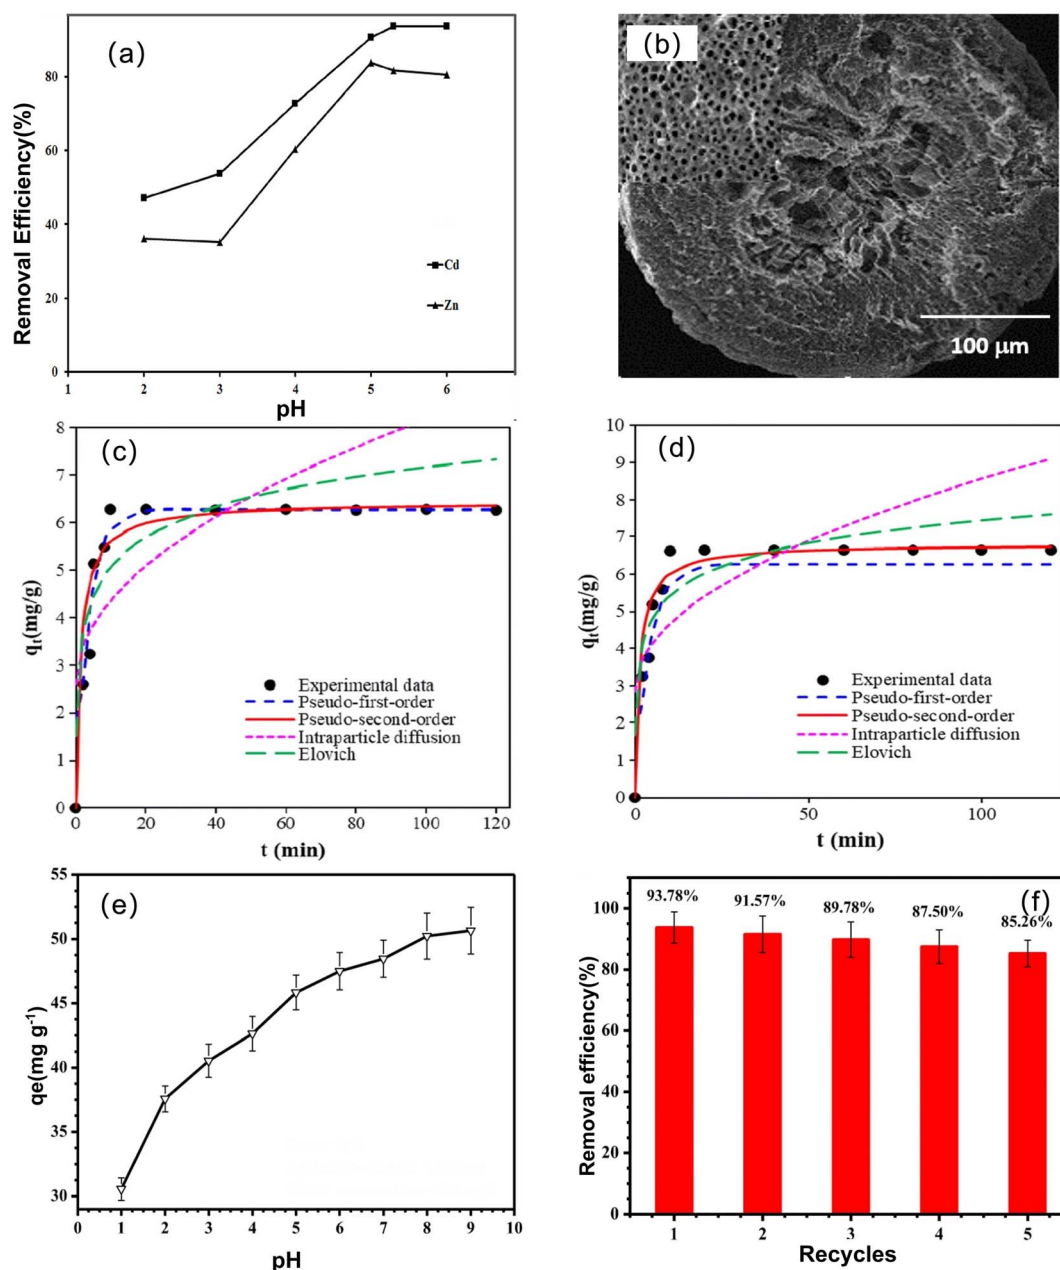 (a)
Removal Efficiency(%)
80
60
40
20
0
Cd
Zn
1 2 3 4 5 6
pH
(b)
100 μm
(c)
qt(mg/g)
8
7
6
5
4
3
2
1
0
Experimental data
Pseudo-first-order
Pseudo-second-order
Intraparticle diffusion
Elovich
0 20 40 60 80 100 120
t (min)
(d)
qt(mg/g)
10
9
8
7
6
5
4
3
2
1
0
Experimental data
Pseudo-first-order
Pseudo-second-order
Intraparticle diffusion
Elovich
0 50 100
t (min)
(e)
qe(mg g-1)
55
50
45
40
35
30
0 1 2 3 4 5 6 7 8 9 10
pH
(f)
Removal efficiency(%)
100
80
60
40
20
0
93.78% 91.57% 89.78% 87.50% 85.26%
1 2 3 4 5
Recycles